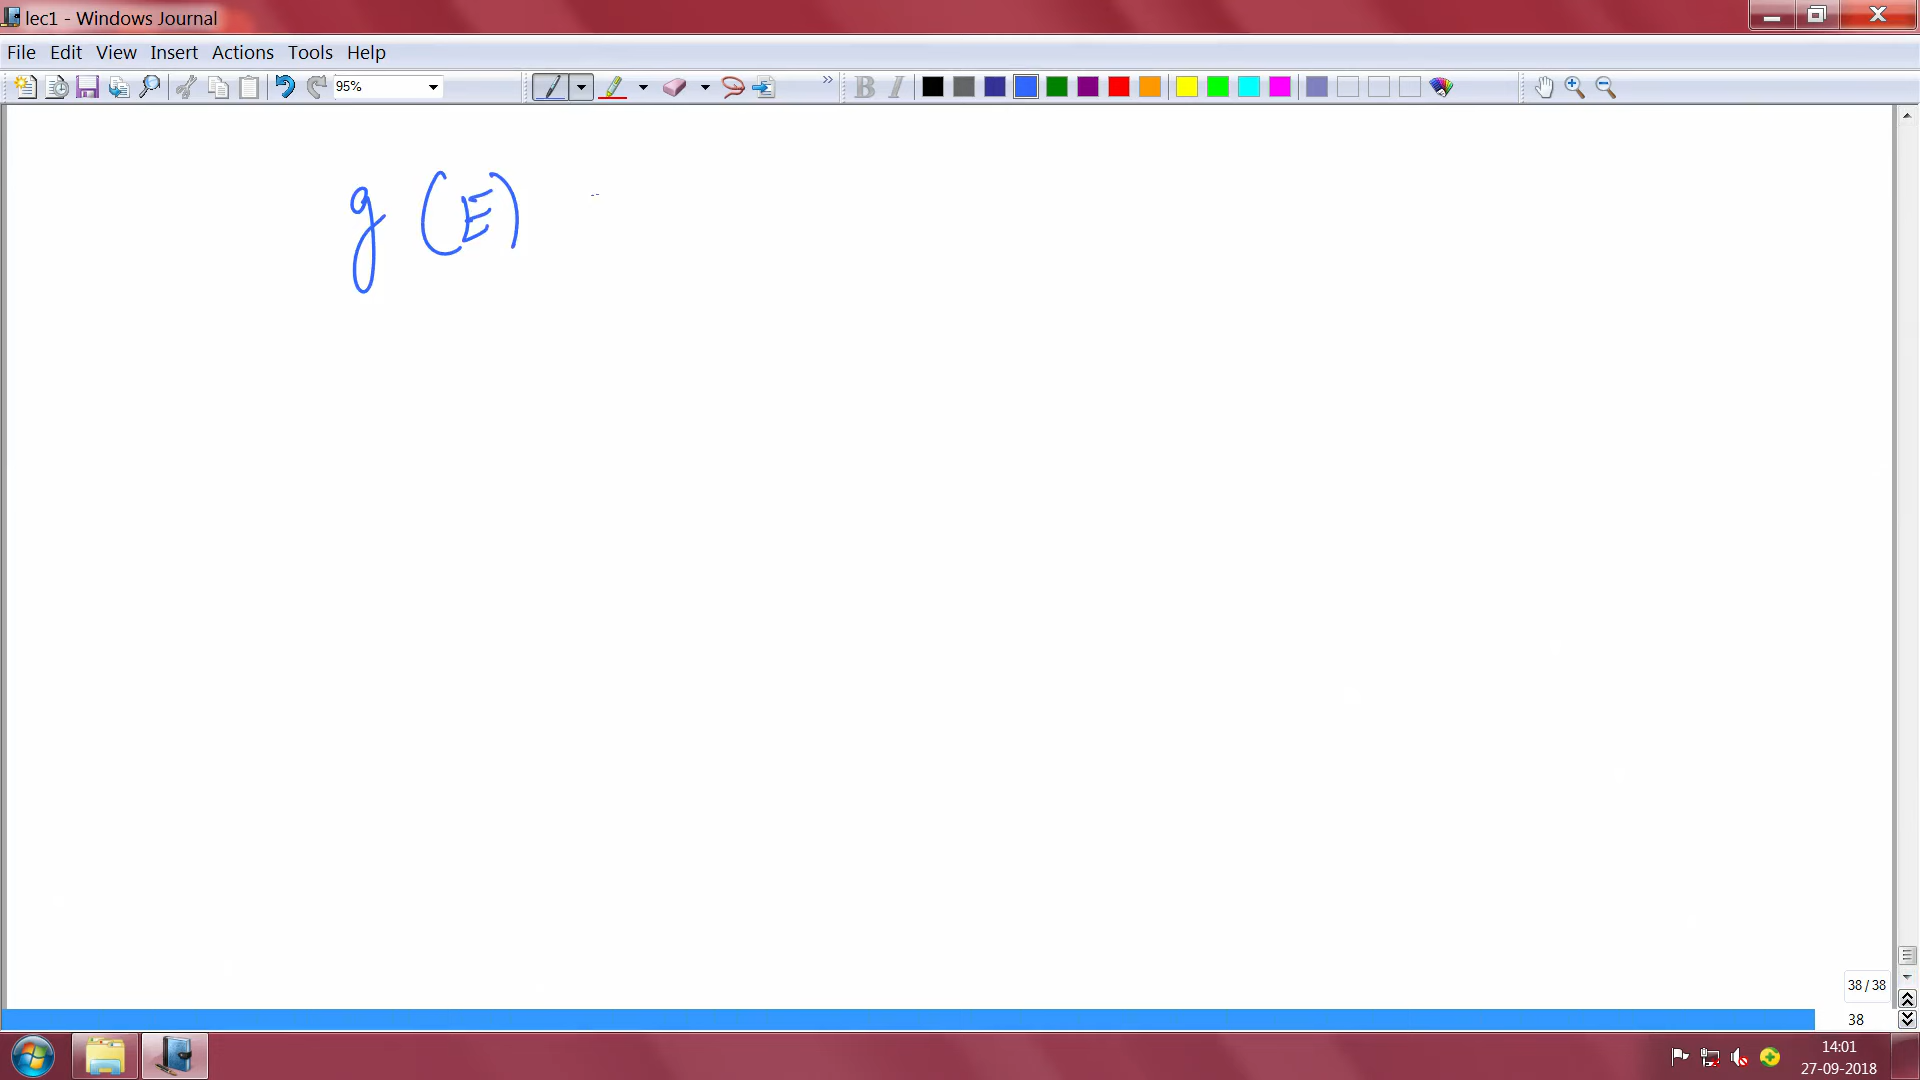 lec1 - Windows Journal
File Edit View Insert Actions Tools Help
95%
B I
g (E)
38 / 38
38
14:01
27-09-2018